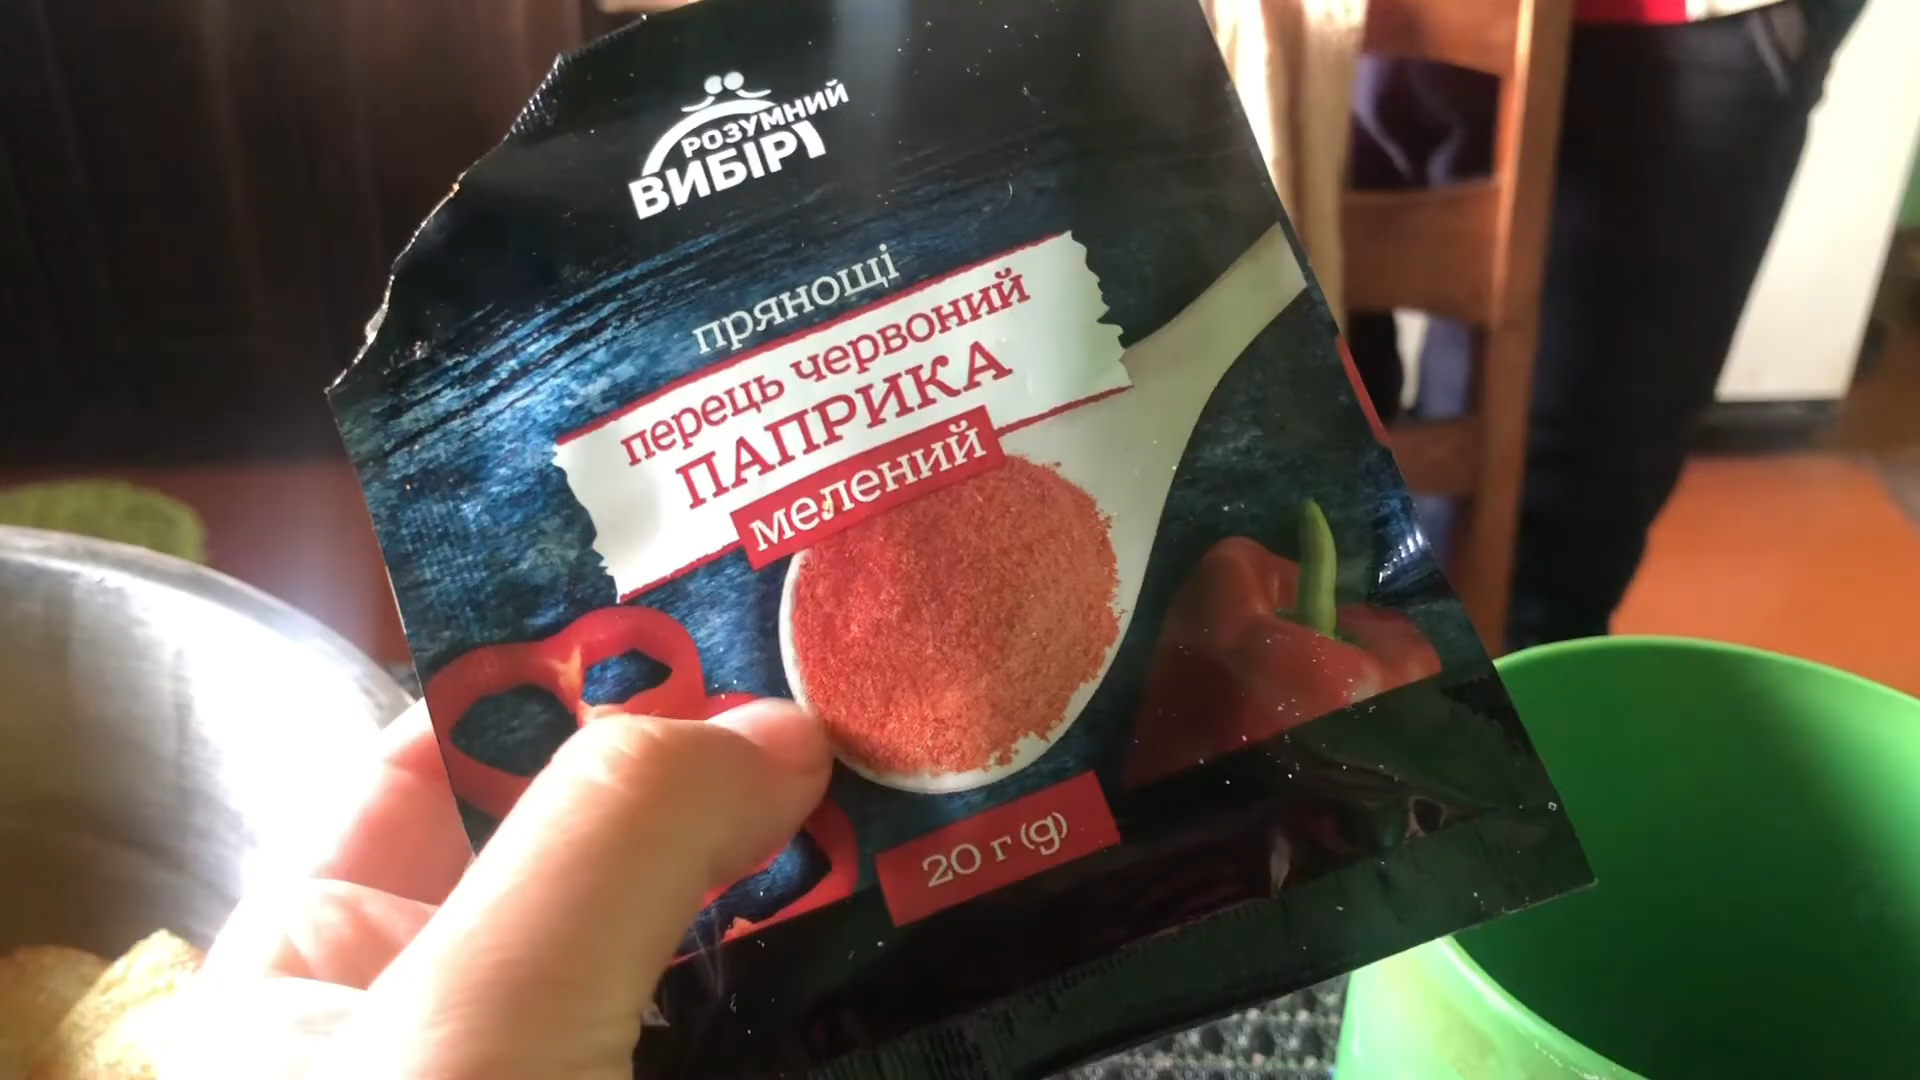 РОЗУМНИЙ
ВИБІР
прянощі
перець червоний
ПАПРИКА
мелений
20 г (g)